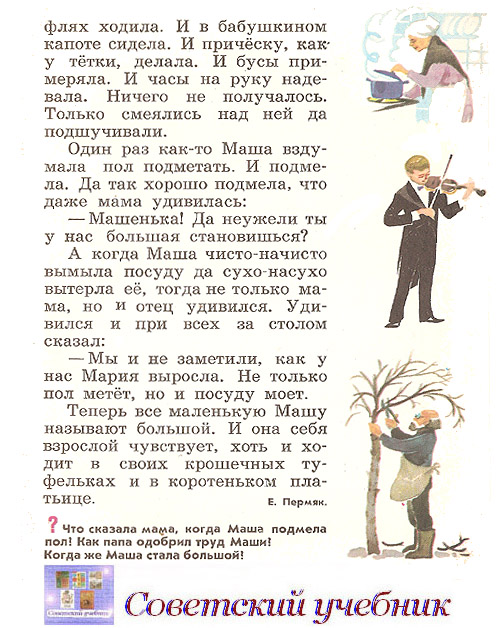 флях ходила. И в бабушкином
капоте сидела. И причёску, как
у тётки, делала. И бусы при-
меряла. И часы на руку наде-
вала. Ничего не получалось.
Только смеялись над ней да
подшучивали.
Один раз как-то Маша взду-
мала пол подметать. И подме-
ла. Да так хорошо подмела, что
даже мама удивилась:
— Машенька! Да неужели ты
у нас большая становишься?
А когда Маша чисто-начисто
вымыла посуду да сухо-насухо
вытерла её, тогда не только ма-
ма, но и отец удивился. Уди-
вился и при всех за столом
сказал:
— Мы и не заметили, как у
нас Мария выросла. Не только
пол метёт, но и посуду моет.
Теперь все маленькую Машу
называют большой. И она себя
взрослой чувствует, хоть и хо-
дит в своих крошечных ту-
фельках и в коротеньком пла-
тьице.
Е. Пермяк.
? Что сказала мама, когда Маша подмела
пол? Как папа одобрил труд Маши?
Когда же Маша стала большой?
Советский учебник
Советский учебник